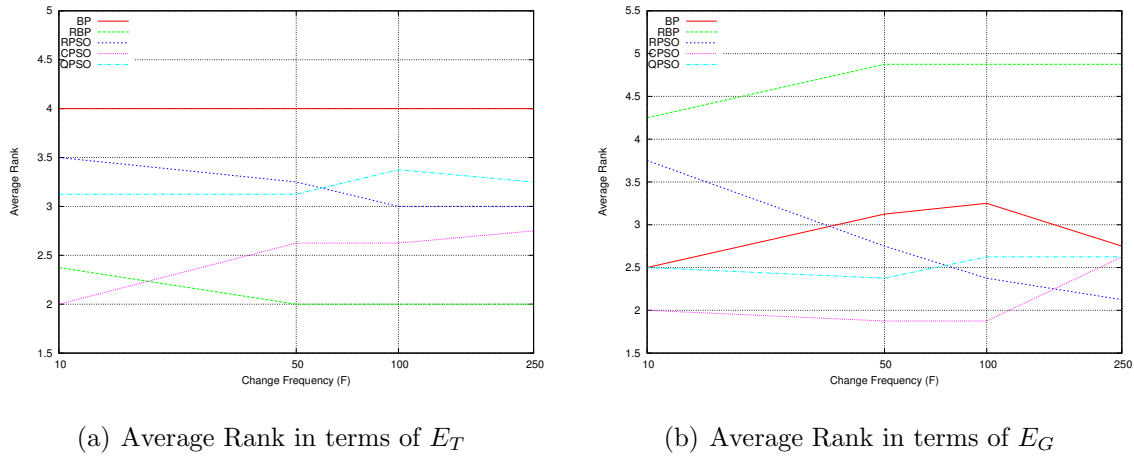 5
4.5
4
3.5
3
2.5
2
1.5
10
50
100
250
Average Rank
Change Frequency (F)
BP
RBP
RPSO
CPSO
QPSO
(a) Average Rank in terms of E_T
5.5
5
4.5
4
3.5
3
2.5
2
1.5
10
50
100
250
Average Rank
Change Frequency (F)
BP
RBP
RPSO
CPSO
QPSO
(b) Average Rank in terms of E_G